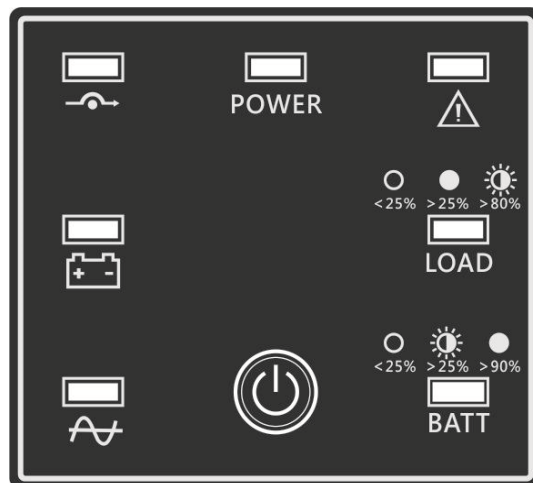 POWER
!
<25% >25% >80%
+ -
LOAD
<25% >25% >90%
BATT